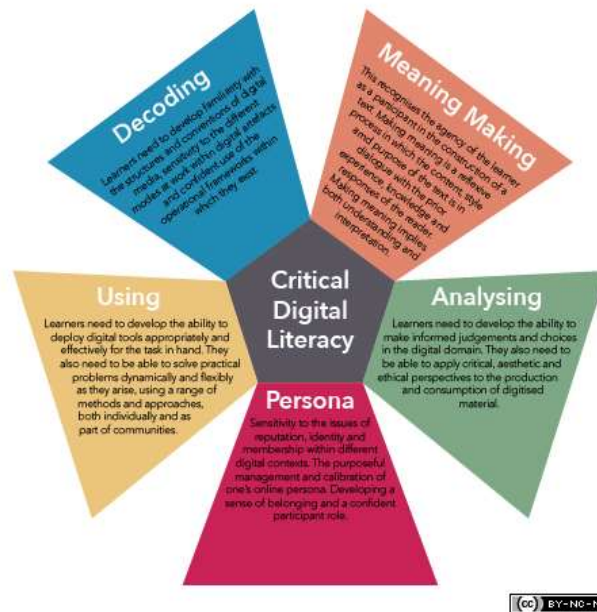 Decoding
Learners need to develop familiarity with
the structures and conventions of digital
media, sensitivity to the different
modes at work within digital artefacts
and confident use of the
operational frameworks within
which they exist.
Meaning Making
This recognises the agency of the learner
as a participant in the construction of a
text. Making meaning is a reflexive
process in which the content, style
amd purpose of the text is in
dialogue with the prior
experience, knowledge and
responses of the reader.
Making meaning implies
both understanding and
interpretation.
Using
Learners need to develop the ability to
deploy digital tools appropriately and
effectively for the task in hand. They
also need to be able to solve practical
problems dynamically and flexibly
as they arise, using a range of
methods and approaches,
both individually and as
part of communities.
Critical
Digital
Literacy
Analysing
Learners need to develop the ability to
make informed judgements and choices
in the digital domain. They also need to
be able to apply critical, aesthetic and
ethical perspectives to the production
and consumption of digitised
material.
Persona
Sensitivity to the issues of
reputation, identity and
membership within different
digital contexts. The purposeful
management and calibration of
one's online persona. Developing a
sense of belonging and a confident
participant role.
cc BY-NC-N